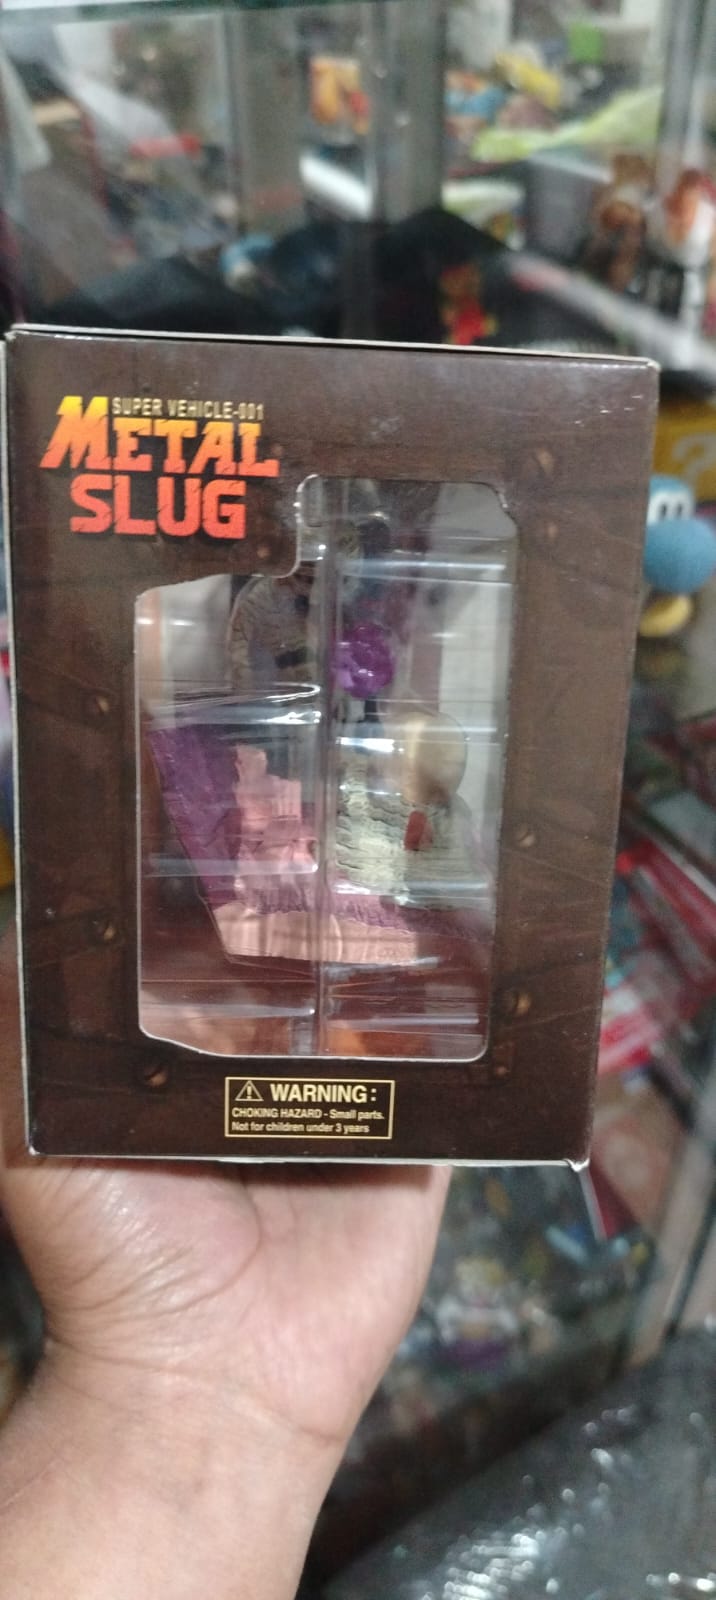 SUPER VEHICLE-001
METAL
SLUG
⚠ WARNING:
CHOKING HAZARD - Small parts.
Not for children under 3 years